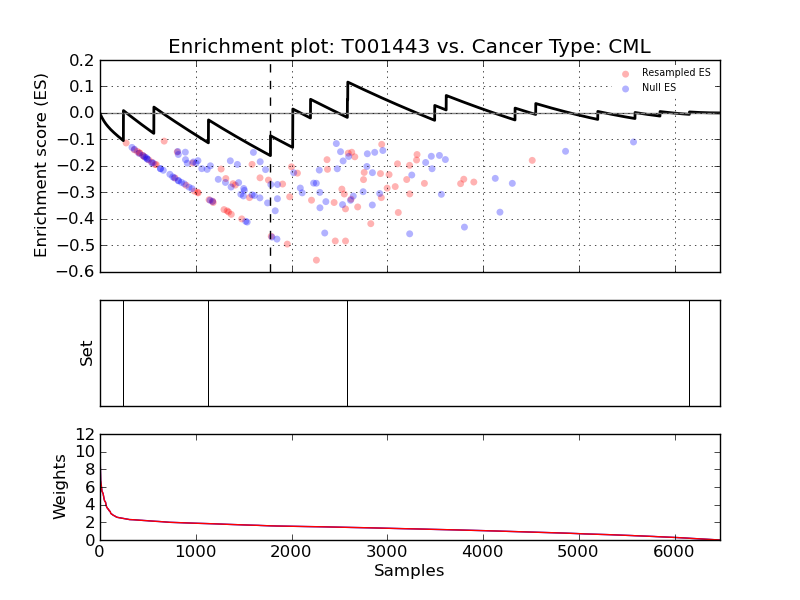 Enrichment plot: T001443 vs. Cancer Type: CML
Enrichment score (ES)
0.2
0.1
0.0
−0.1
−0.2
−0.3
−0.4
−0.5
−0.6
Resampled ES
Null ES
Set
Weights
12
10
8
6
4
2
0
0 1000 2000 3000 4000 5000 6000
Samples